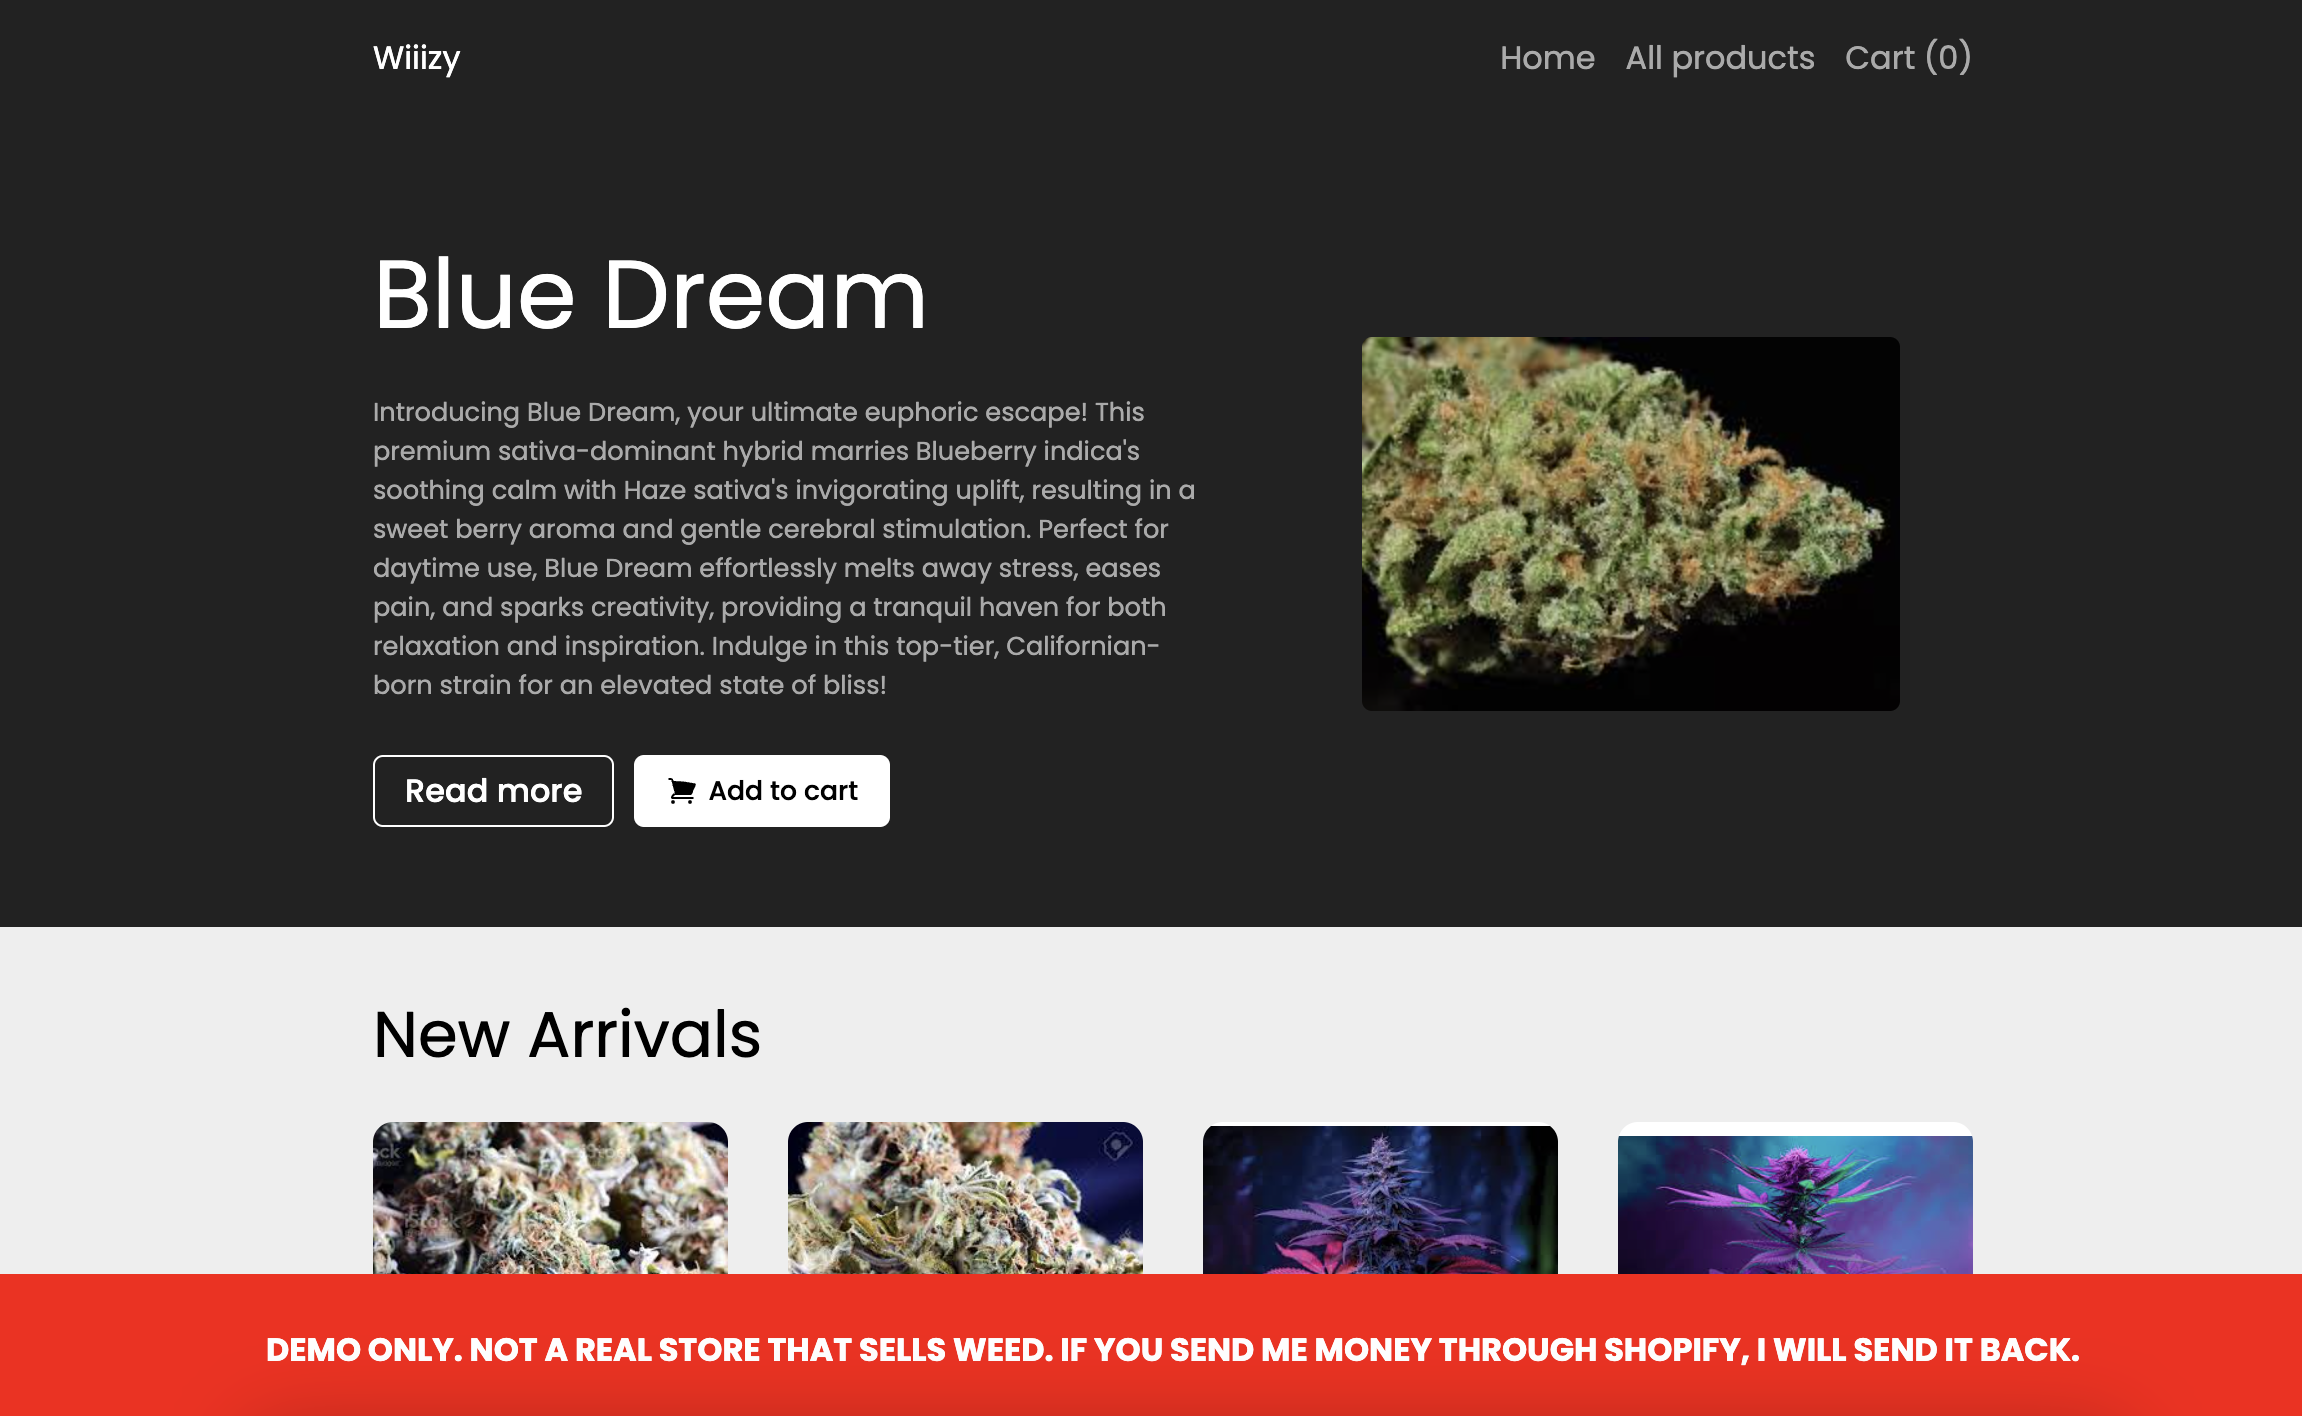 Wiiizy
Home All products Cart (0)
Blue Dream
Introducing Blue Dream, your ultimate euphoric escape! This
premium sativa-dominant hybrid marries Blueberry indica's
soothing calm with Haze sativa's invigorating uplift, resulting in a
sweet berry aroma and gentle cerebral stimulation. Perfect for
daytime use, Blue Dream effortlessly melts away stress, eases
pain, and sparks creativity, providing a tranquil haven for both
relaxation and inspiration. Indulge in this top-tier, Californian-
born strain for an elevated state of bliss!
Read more
Add to cart
New Arrivals
iStock
DEMO ONLY. NOT A REAL STORE THAT SELLS WEED. IF YOU SEND ME MONEY THROUGH SHOPIFY, I WILL SEND IT BACK.